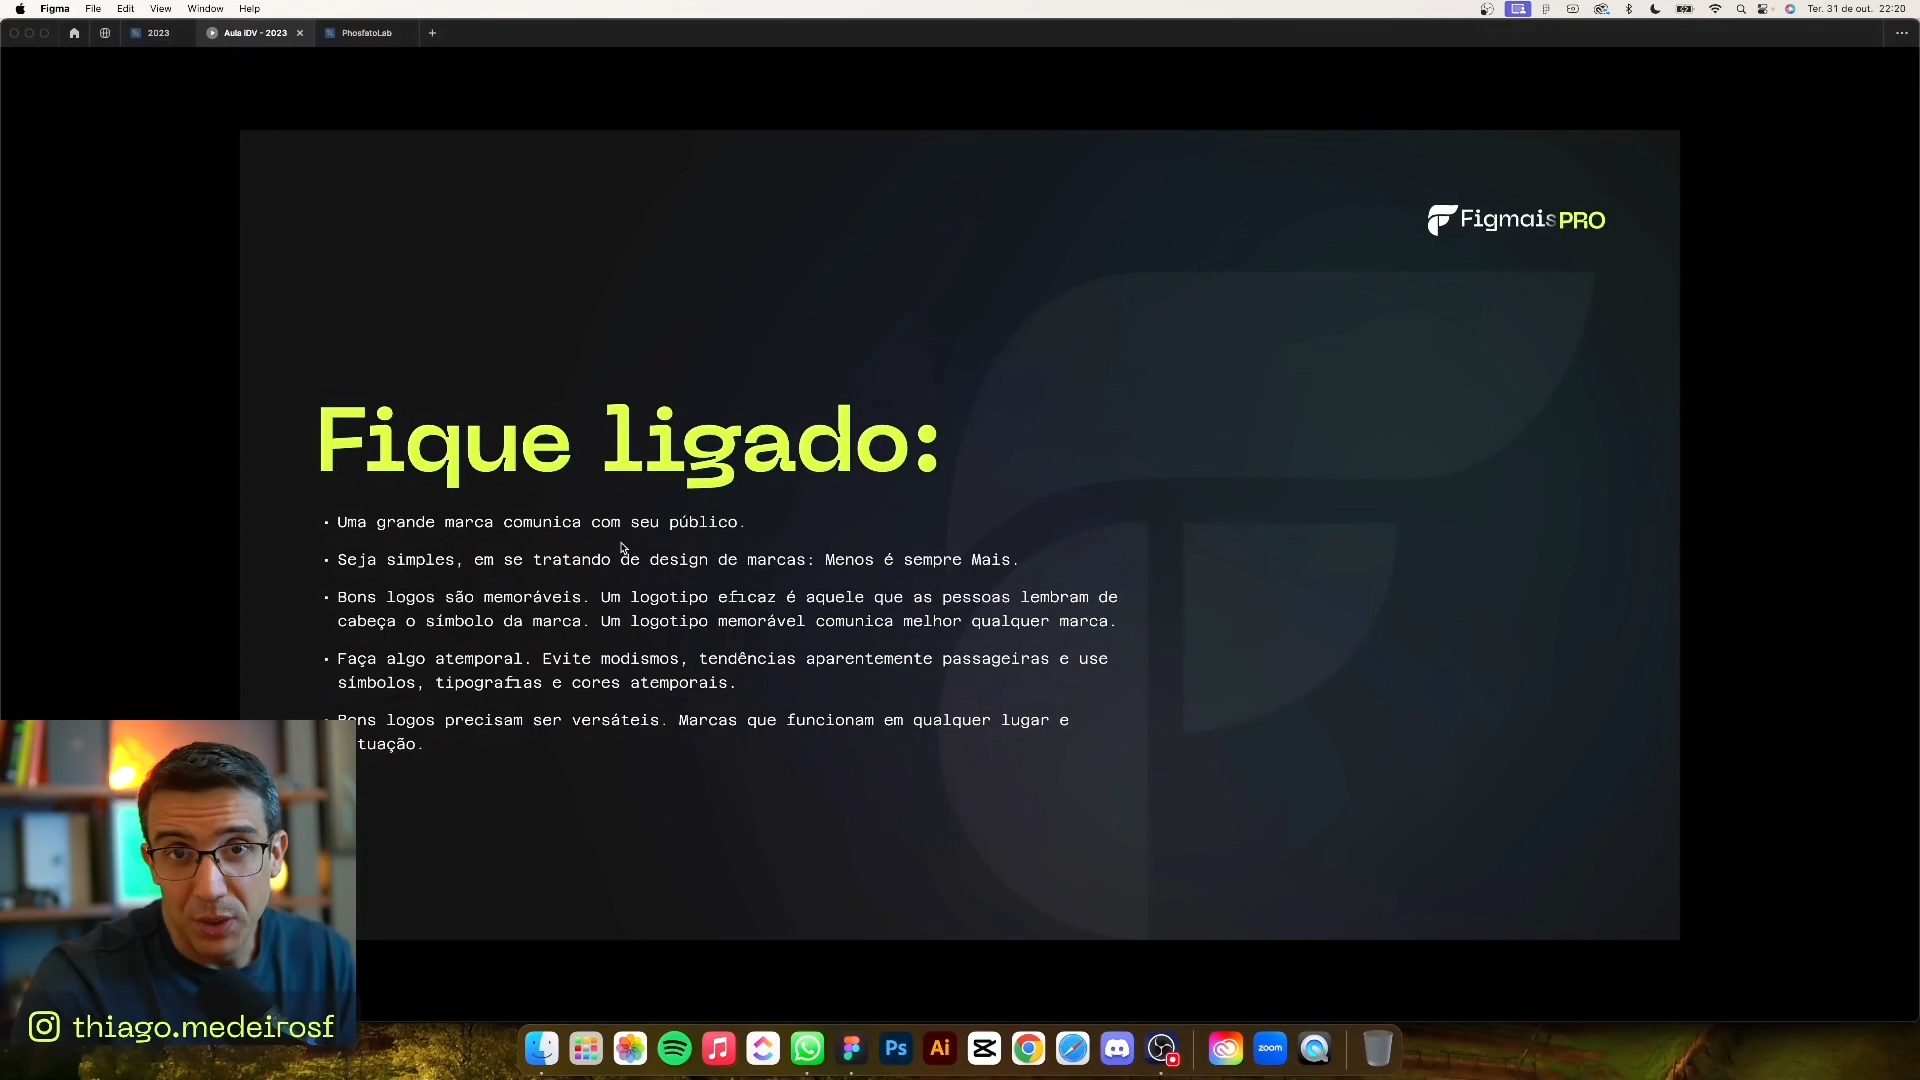 Figma File Edit View Window Help
Ter. 31 de out. 22:20
2023
Aula IDV - 2023
PhosfatoLab
Figmais PRO
Fique ligado:
• Uma grande marca comunica com seu público.
• Seja simples, em se tratando de design de marcas: Menos é sempre Mais.
• Bons logos são memoráveis. Um logotipo eficaz é aquele que as pessoas lembram de
cabeça o símbolo da marca. Um logotipo memorável comunica melhor qualquer marca.
• Faça algo atemporal. Evite modismos, tendências aparentemente passageiras e use
símbolos, tipografias e cores atemporais.
• Bons logos precisam ser versáteis. Marcas que funcionam em qualquer lugar e
tuação.
thiago.medeirosf
Ps
Ai
zoom